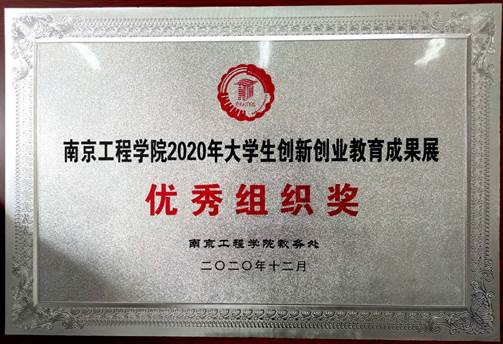 南京工程学院2020年大学生创新创业教育成果展
优秀组织奖
南京工程学院教务处
二〇二〇年十二月